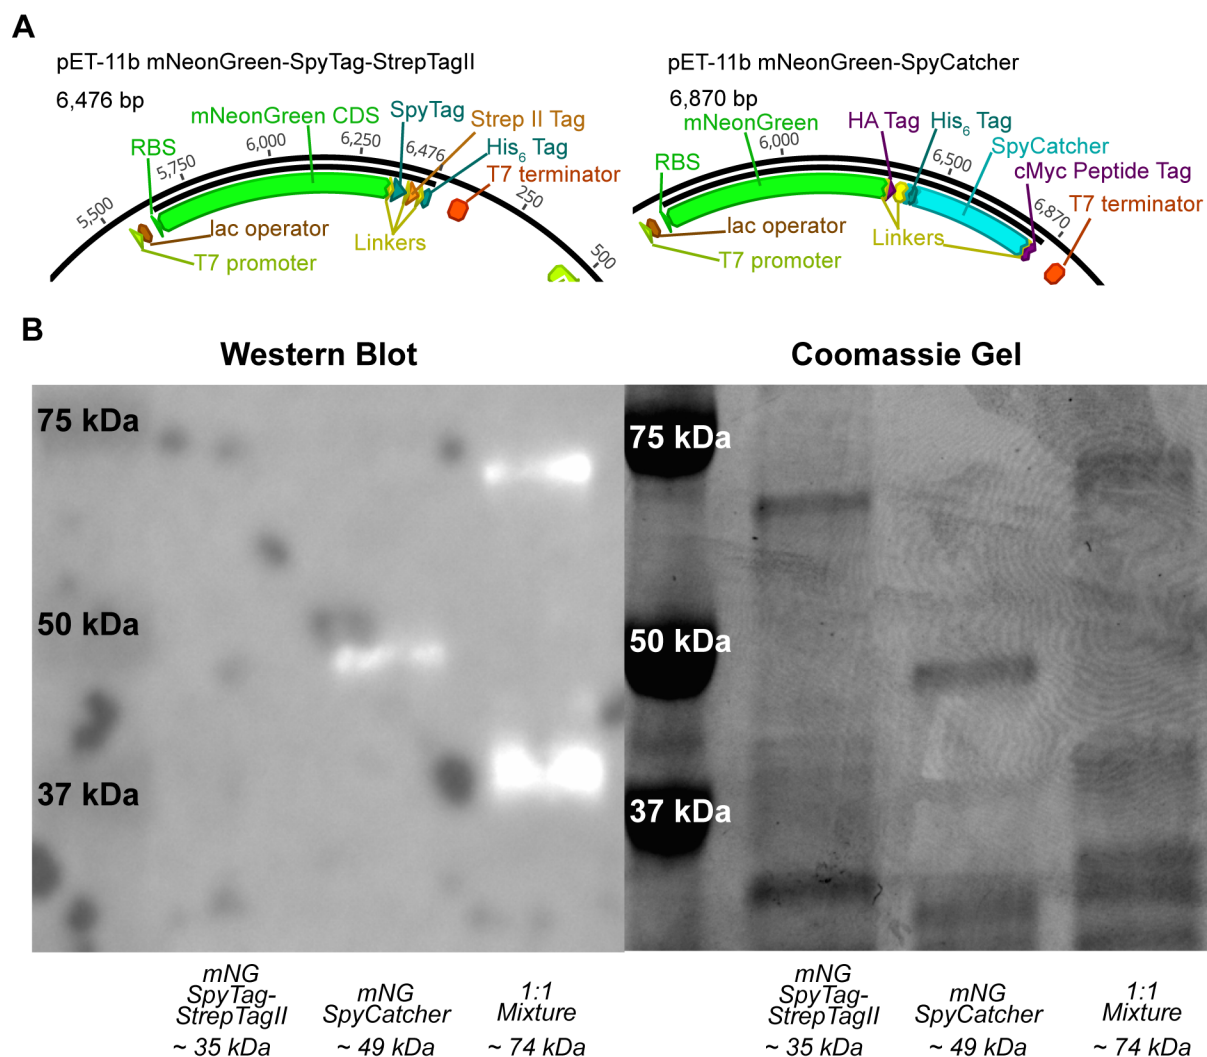 A
pET-11b mNeonGreen-SpyTag-StrepTagII
6,476 bp
mNeonGreen CDS
SpyTag
Strep II Tag
His6 Tag
T7 terminator
RBS
5,500
5,750
6,000
6,250
6,476
250
500
lac operator
Linkers
T7 promoter
pET-11b mNeonGreen-SpyCatcher
6,870 bp
mNeonGreen
HA Tag
His6 Tag
SpyCatcher
cMyc Peptide Tag
T7 terminator
RBS
6,000
6,500
6,870
lac operator
Linkers
T7 promoter
B
Western Blot
75 kDa
50 kDa
37 kDa
mNG
SpyTag-
StrepTagII
~ 35 kDa
mNG
SpyCatcher
~ 49 kDa
1:1
Mixture
~ 74 kDa
Coomassie Gel
75 kDa
50 kDa
37 kDa
mNG
SpyTag-
StrepTagII
~ 35 kDa
mNG
SpyCatcher
~ 49 kDa
1:1
Mixture
~ 74 kDa